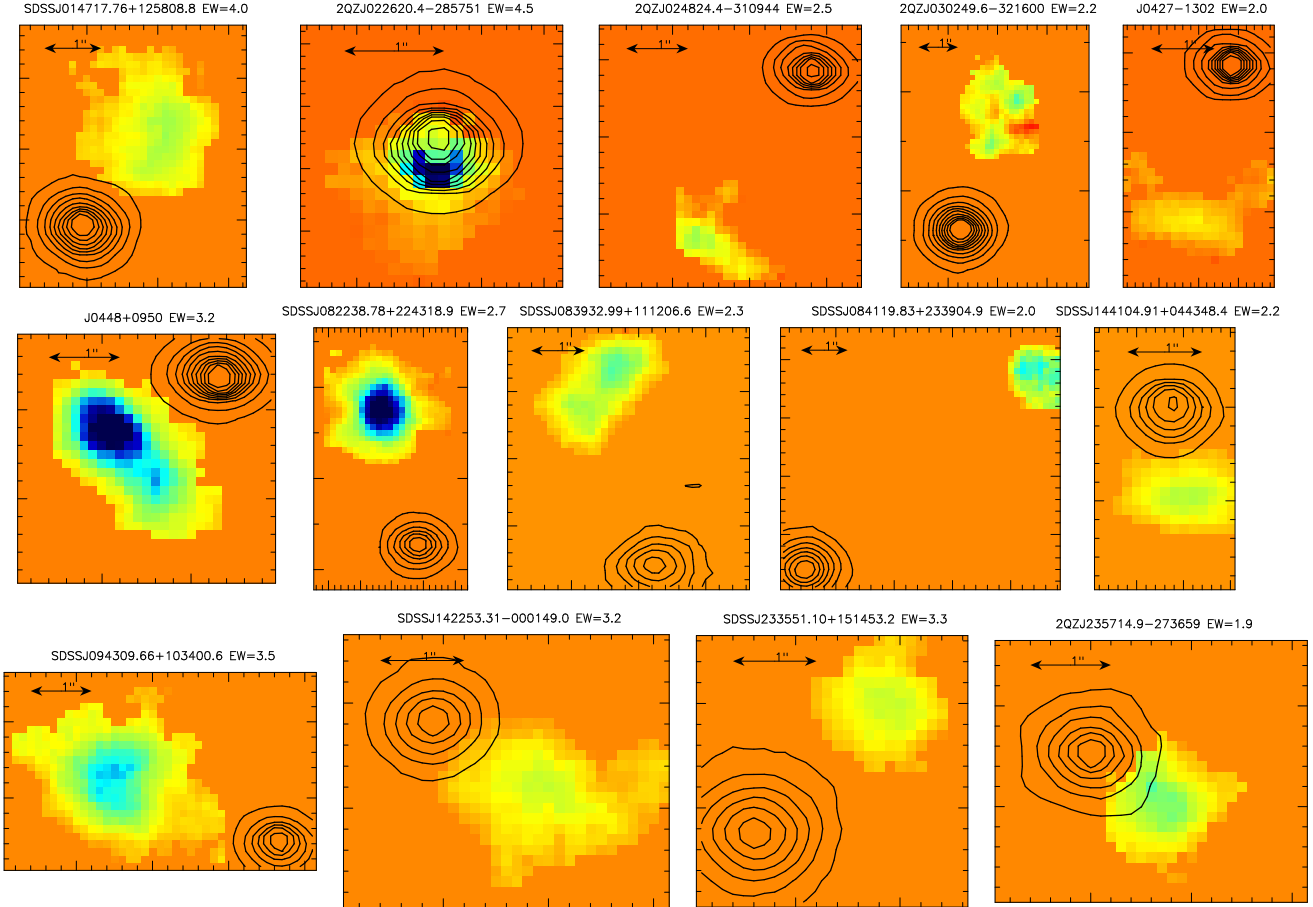 SDSSJ014717.76+125808.8 EW=4.0
1"
2QZJ022620.4-285751 EW=4.5
1"
2QZJ024824.4-310944 EW=2.5
1"
2QZJ030249.6-321600 EW=2.2
1"
J0427-1302 EW=2.0
1"
J0448+0950 EW=3.2
1"
SDSSJ082238.78+224318.9 EW=2.7
1"
SDSSJ083932.99+111206.6 EW=2.3
1"
SDSSJ084119.83+233904.9 EW=2.0
1"
SDSSJ144104.91+044348.4 EW=2.2
1"
SDSSJ094309.66+103400.6 EW=3.5
1"
SDSSJ142253.31-000149.0 EW=3.2
1"
SDSSJ233551.10+151453.2 EW=3.3
1"
2QZJ235714.9-273659 EW=1.9
1"